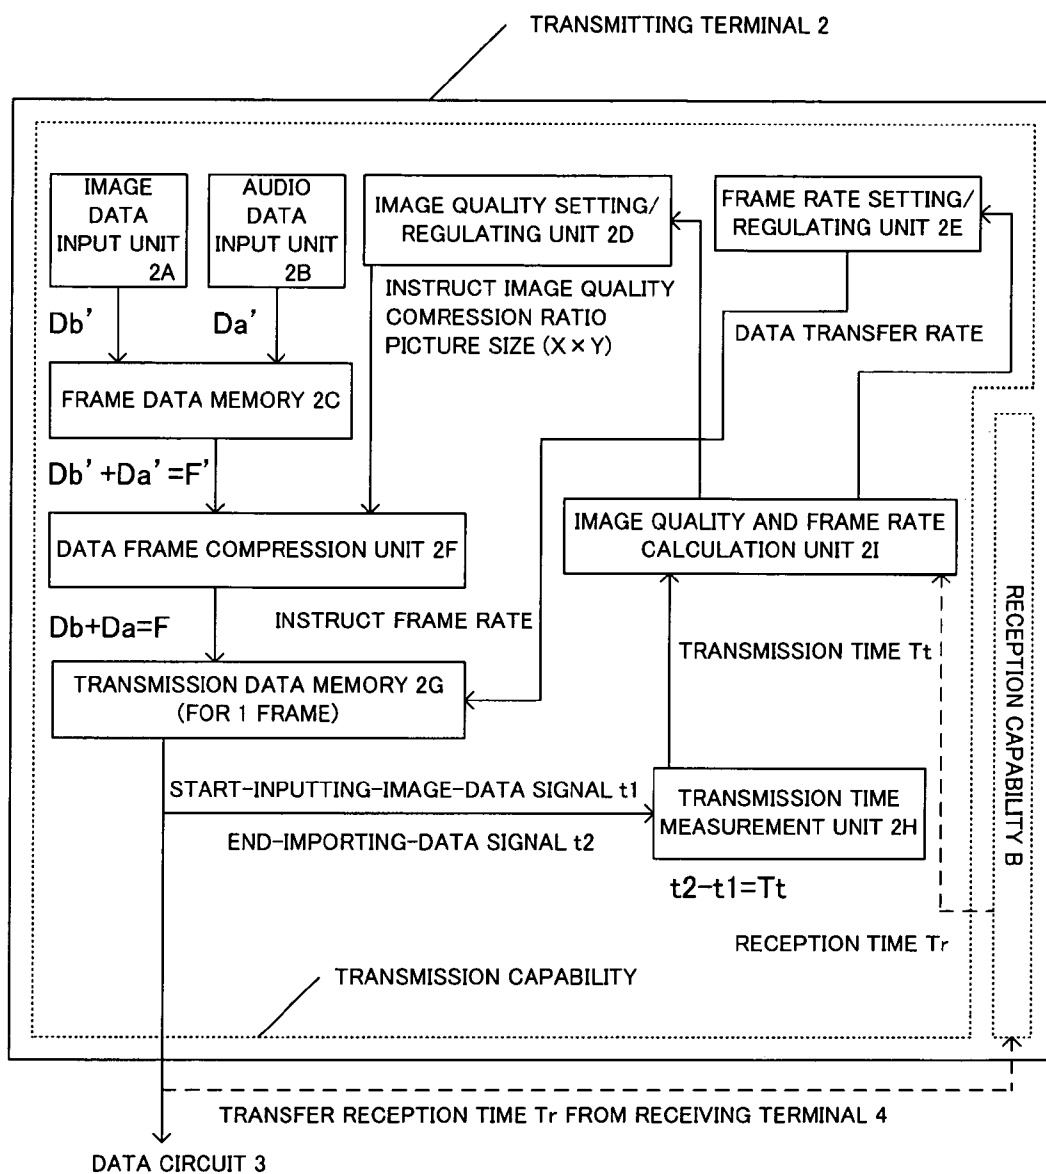 TRANSMITTING TERMINAL 2
IMAGE
DATA
INPUT UNIT
2A
AUDIO
DATA
INPUT UNIT
2B
IMAGE QUALITY SETTING/
REGULATING UNIT 2D
FRAME RATE SETTING/
REGULATING UNIT 2E
Db'
Da'
INSTRUCT IMAGE QUALITY
COMRESSION RATIO
PICTURE SIZE (X × Y)
DATA TRANSFER RATE
FRAME DATA MEMORY 2C
Db'+Da'=F'
DATA FRAME COMPRESSION UNIT 2F
IMAGE QUALITY AND FRAME RATE
CALCULATION UNIT 2I
Db+Da=F
INSTRUCT FRAME RATE
TRANSMISSION TIME Tt
TRANSMISSION DATA MEMORY 2G
(FOR 1 FRAME)
RECEPTION CAPABILITY B
START-INPUTTING-IMAGE-DATA SIGNAL t1
END-IMPORTING-DATA SIGNAL t2
TRANSMISSION TIME
MEASUREMENT UNIT 2H
t2-t1=Tt
RECEPTION TIME Tr
TRANSMISSION CAPABILITY
TRANSFER RECEPTION TIME Tr FROM RECEIVING TERMINAL 4
DATA CIRCUIT 3